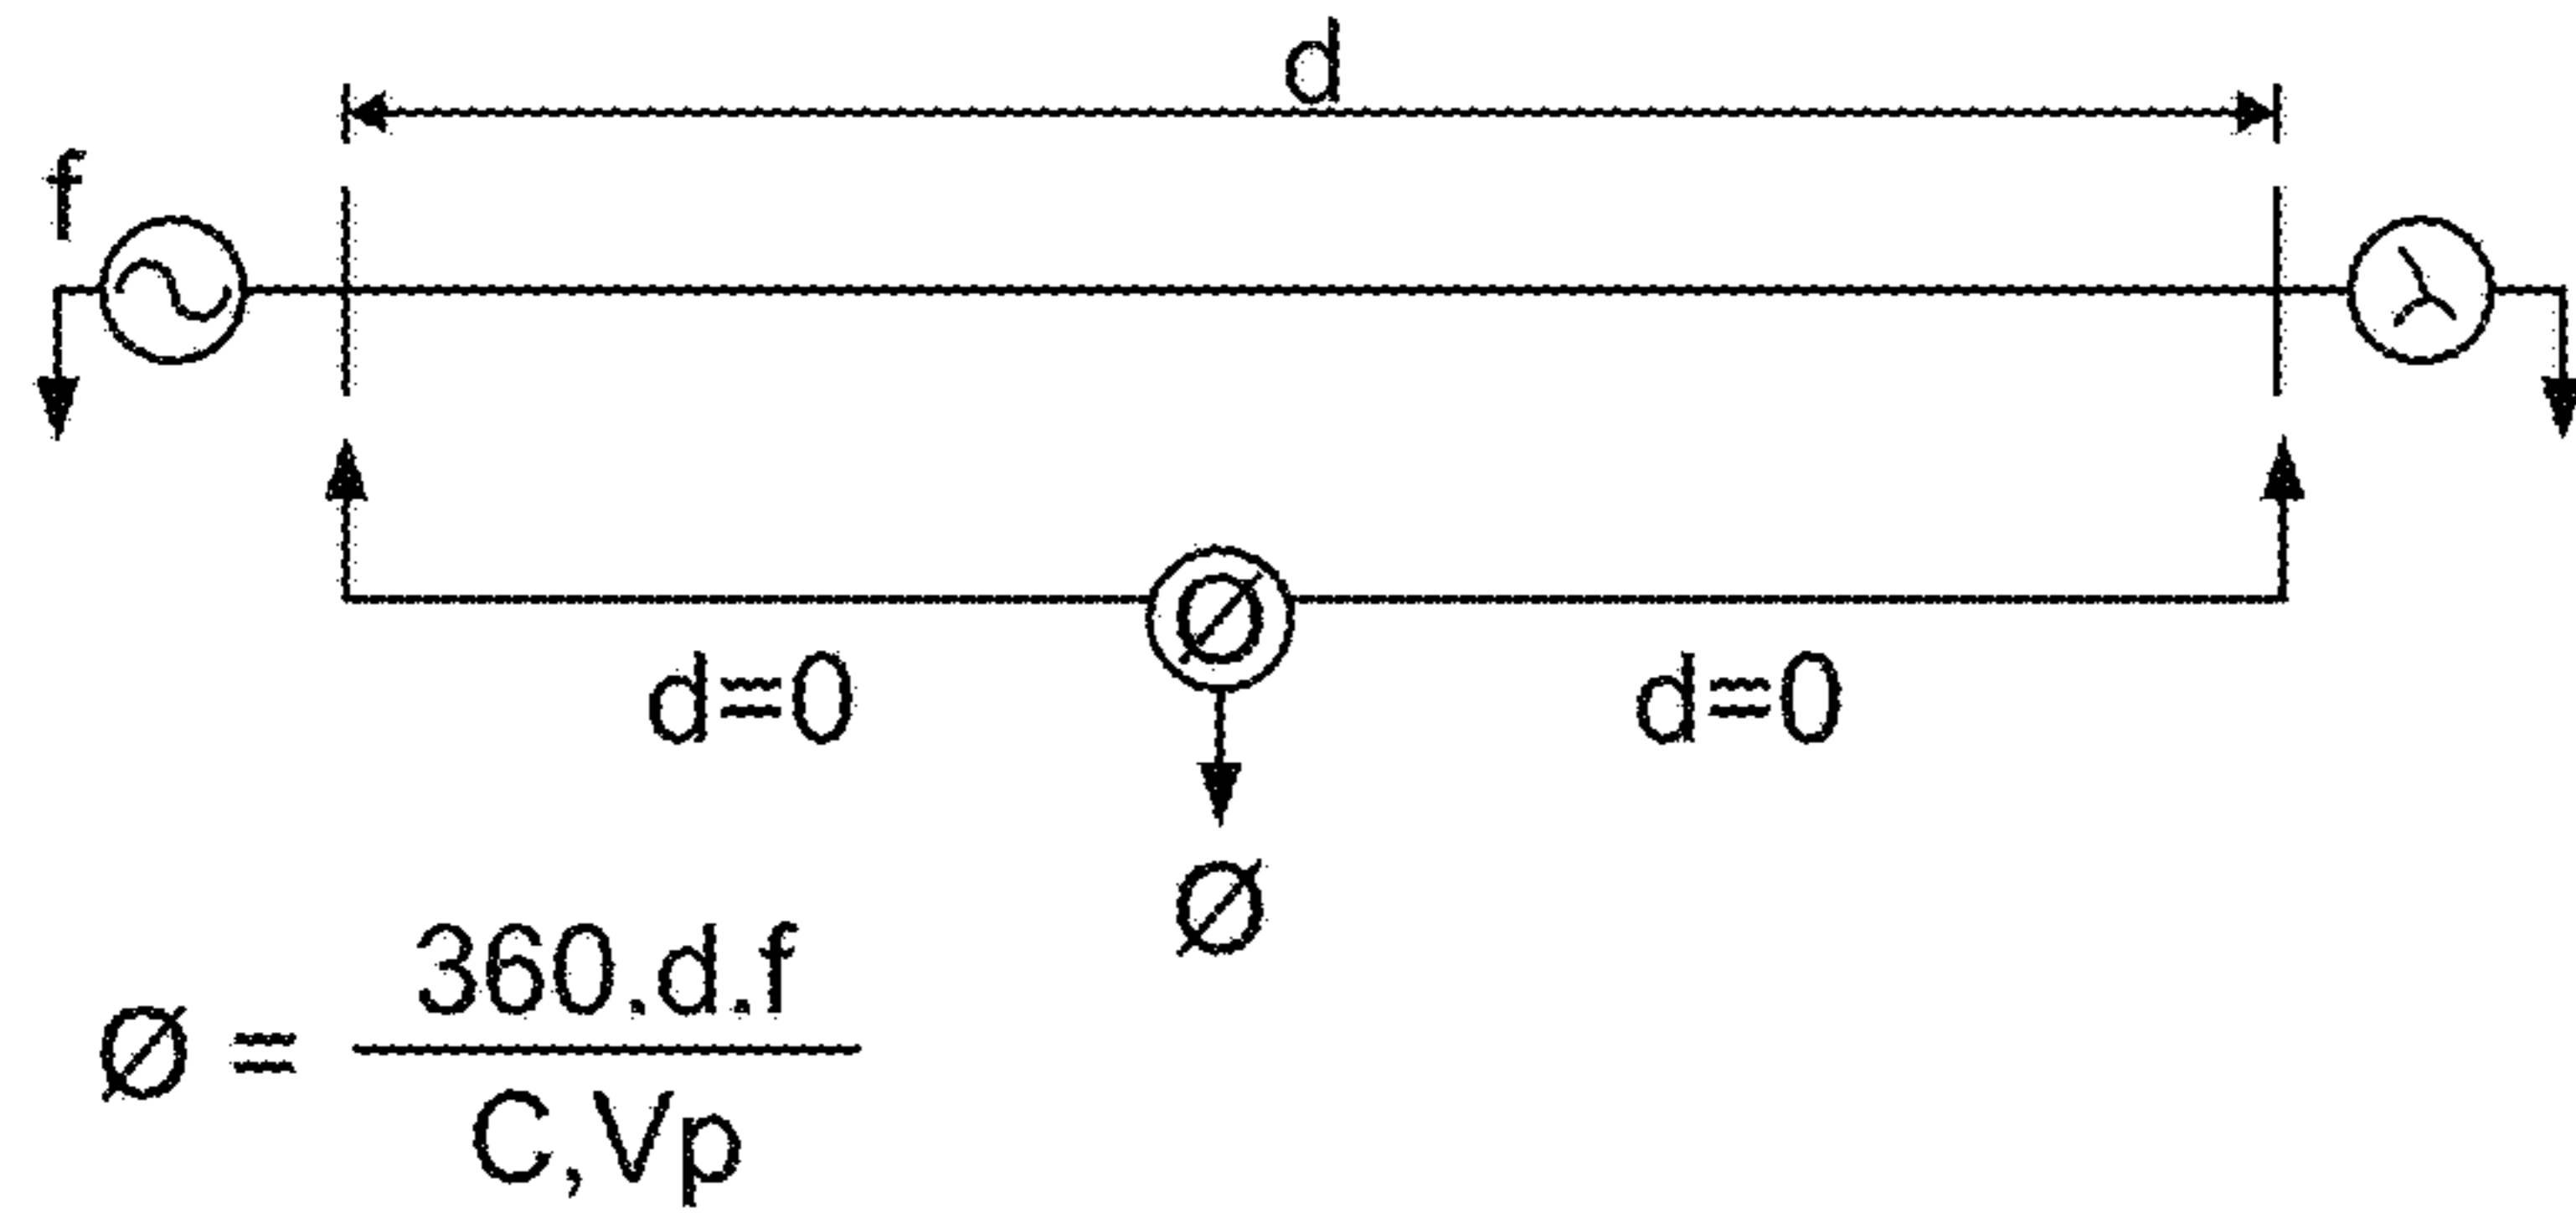 d
f
Ø
d=0
d=0
Ø
Ø = 360.d.f
C,Vp